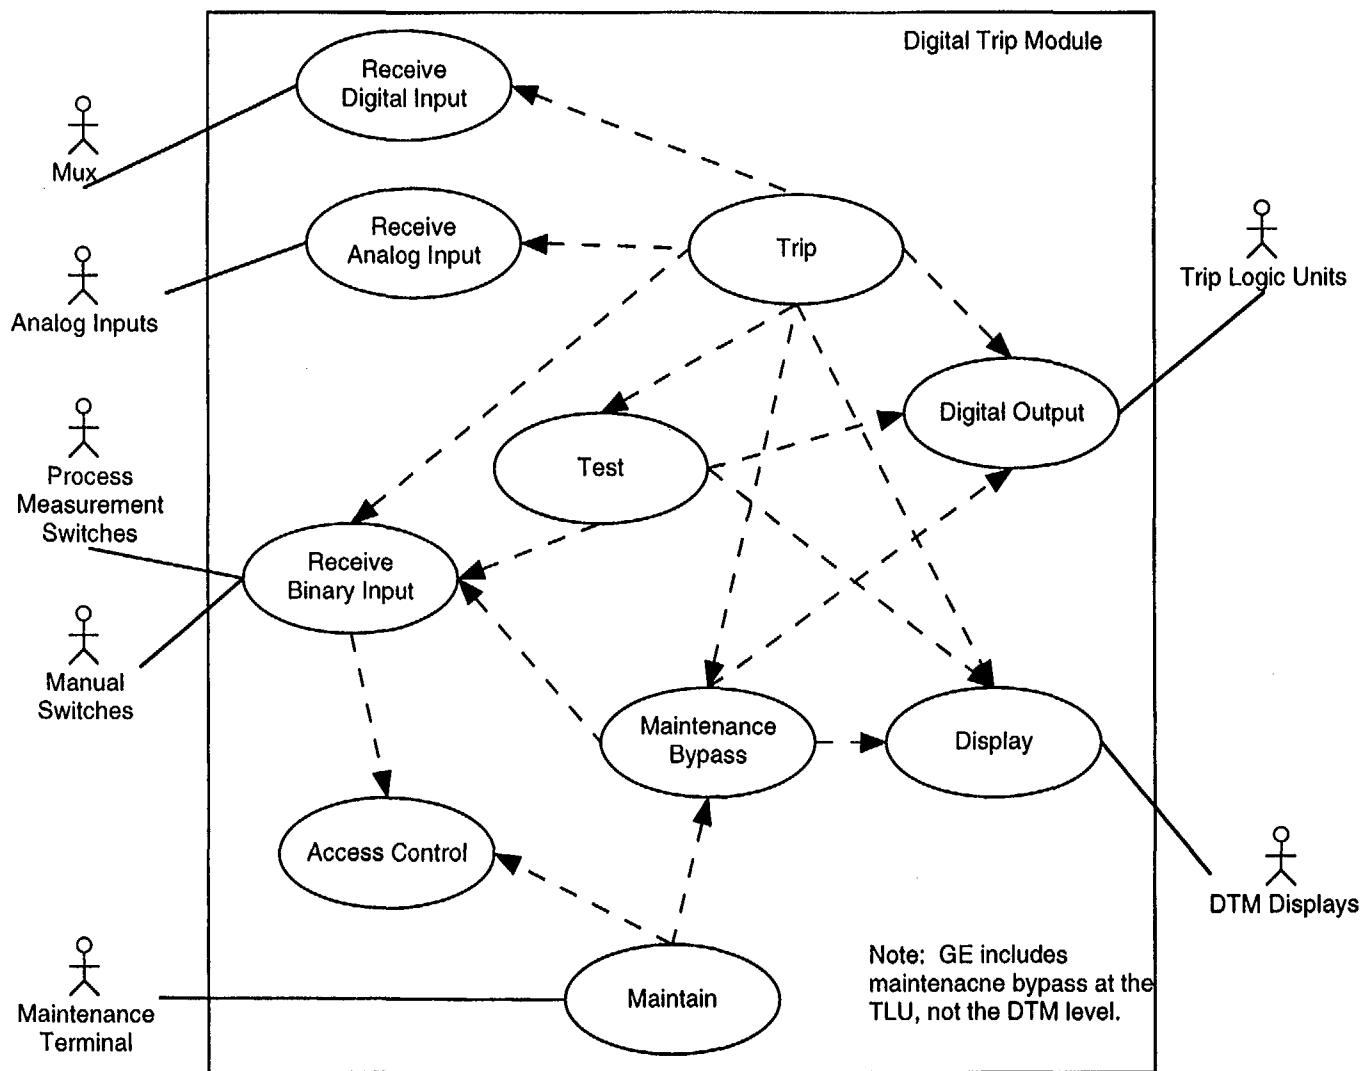 Digital Trip Module
Receive
Digital Input
Mux
Receive
Analog Input
Analog Inputs
Trip
Trip Logic Units
Digital Output
Process
Measurement
Switches
Test
Receive
Binary Input
Manual
Switches
Maintenance
Bypass
Display
Access Control
DTM Displays
Maintenance
Terminal
Maintain
Note: GE includes
maintenacne bypass at the
TLU, not the DTM level.